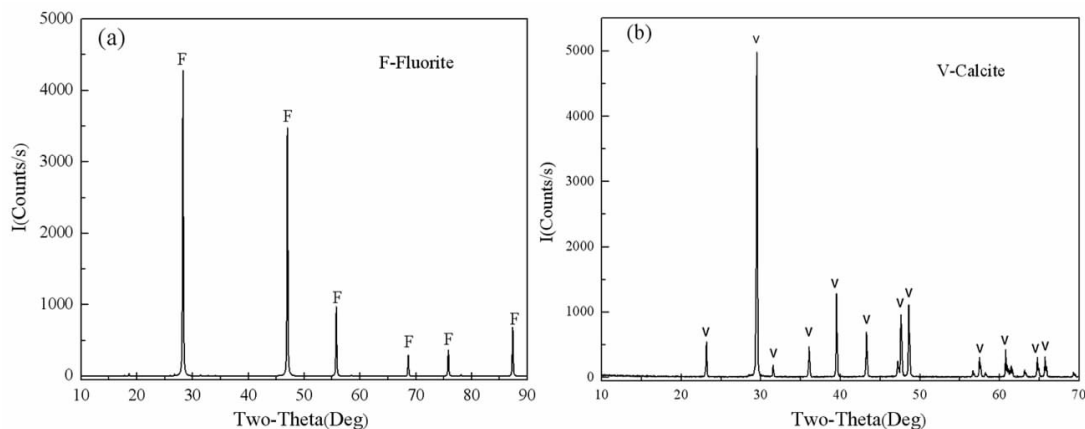 (a)
F-Fluorite
F
F
F
F
F
F
5000
4000
3000
2000
1000
0
10 20 30 40 50 60 70 80 90
I(Counts/s)
Two-Theta(Deg)
(b)
V-Calcite
v
v
v
v
v
v
v
v
v
v
v
v
5000
4000
3000
2000
1000
0
10 20 30 40 50 60 70
I(Counts/s)
Two-Theta(Deg)